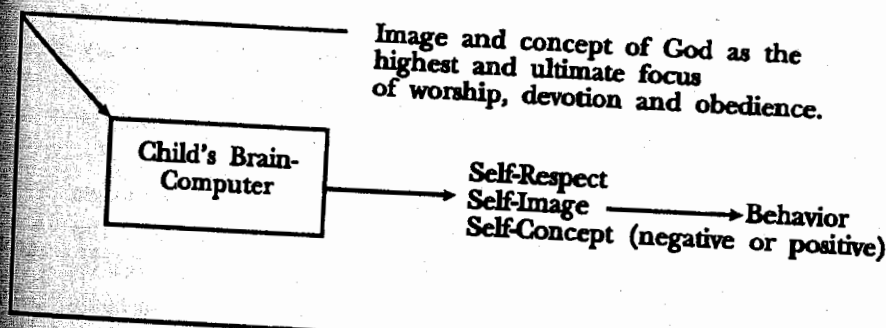 Image and concept of God as the
highest and ultimate focus
of worship, devotion and obedience.
Child's Brain-
Computer
Self-Respect
Self-Image
Behavior
Self-Concept (negative or positive)